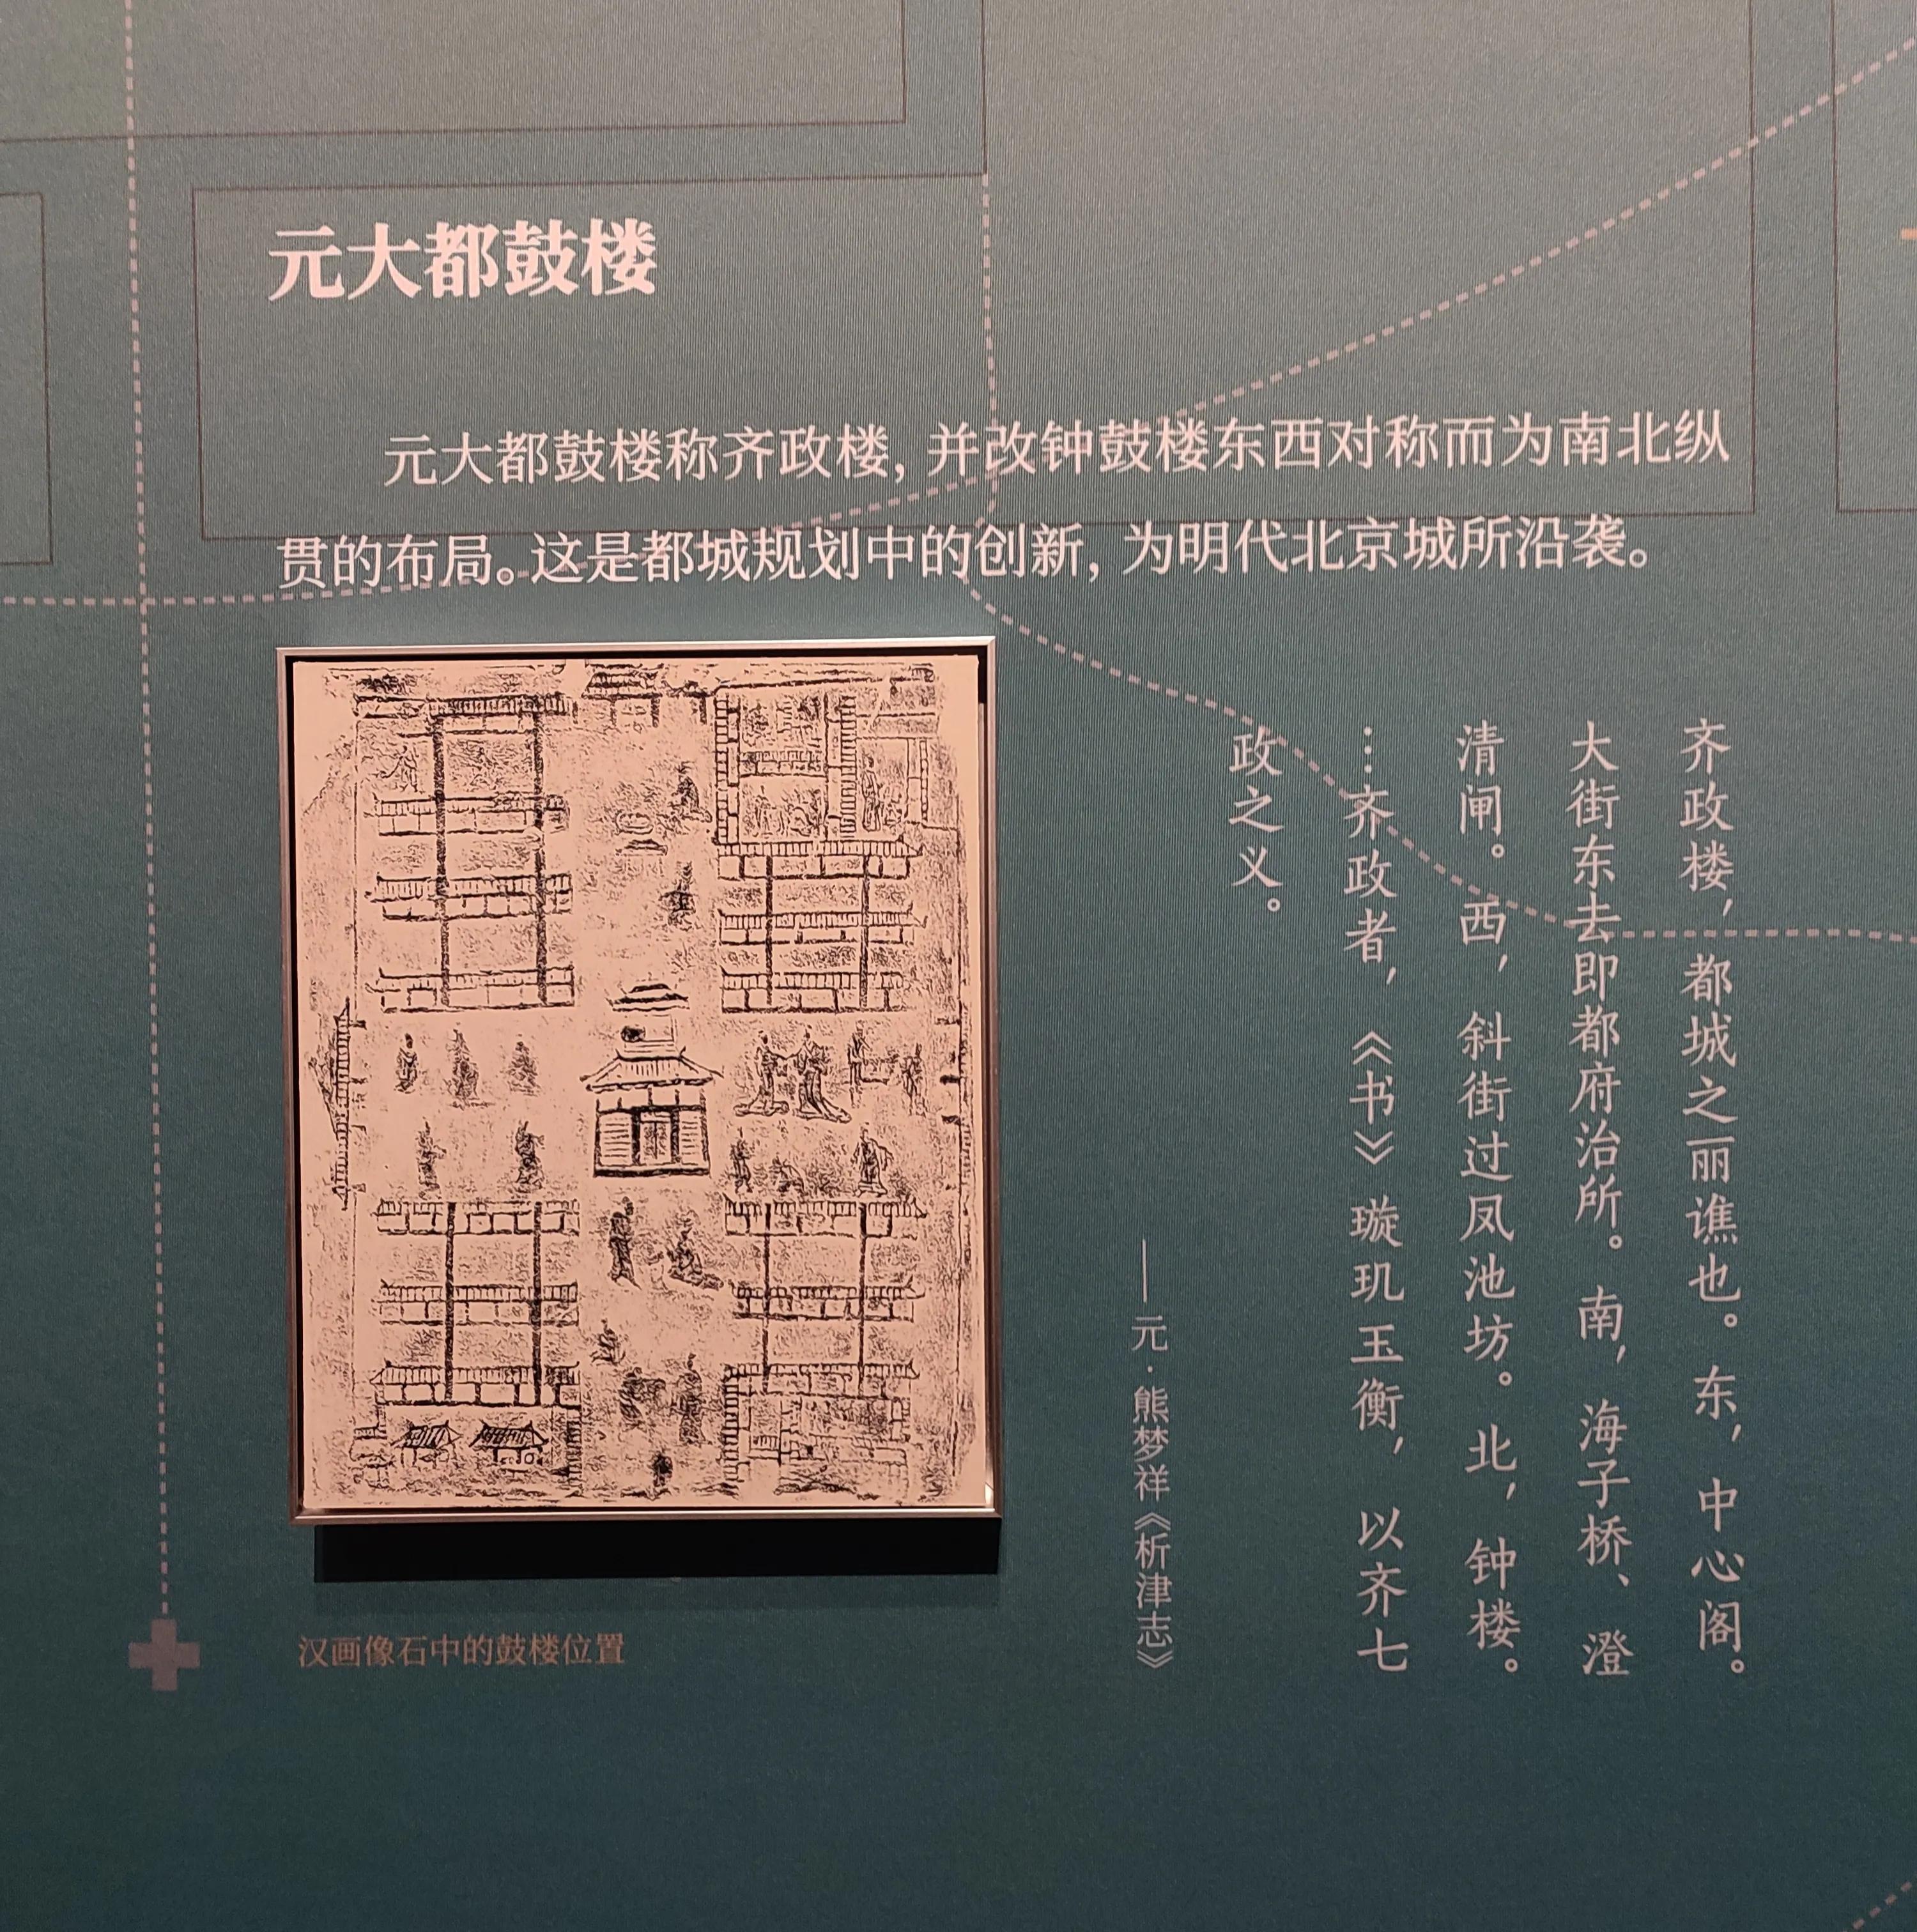 元大都鼓楼
元大都鼓楼称齐政楼，并改钟鼓楼东西对称而为南北纵
贯的布局。这是都城规划中的创新，为明代北京城所沿袭。
齐政楼，都城之丽谯也。东，中心阁。
大街东去即都府治所。南，海子桥、澄
清闸。西，斜街过凤池坊。北，钟楼。
…齐政者，《书》璇玑玉衡，以齐七
政之义。
——元·熊梦祥《析津志》
汉画像石中的鼓楼位置